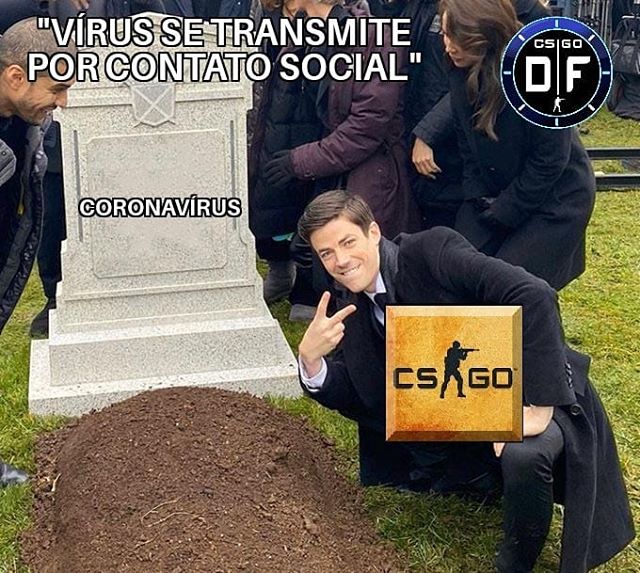 "VÍRUS SE TRANSMITE
POR CONTATO SOCIAL"
CS GO
DF
CORONAVÍRUS
CS GO